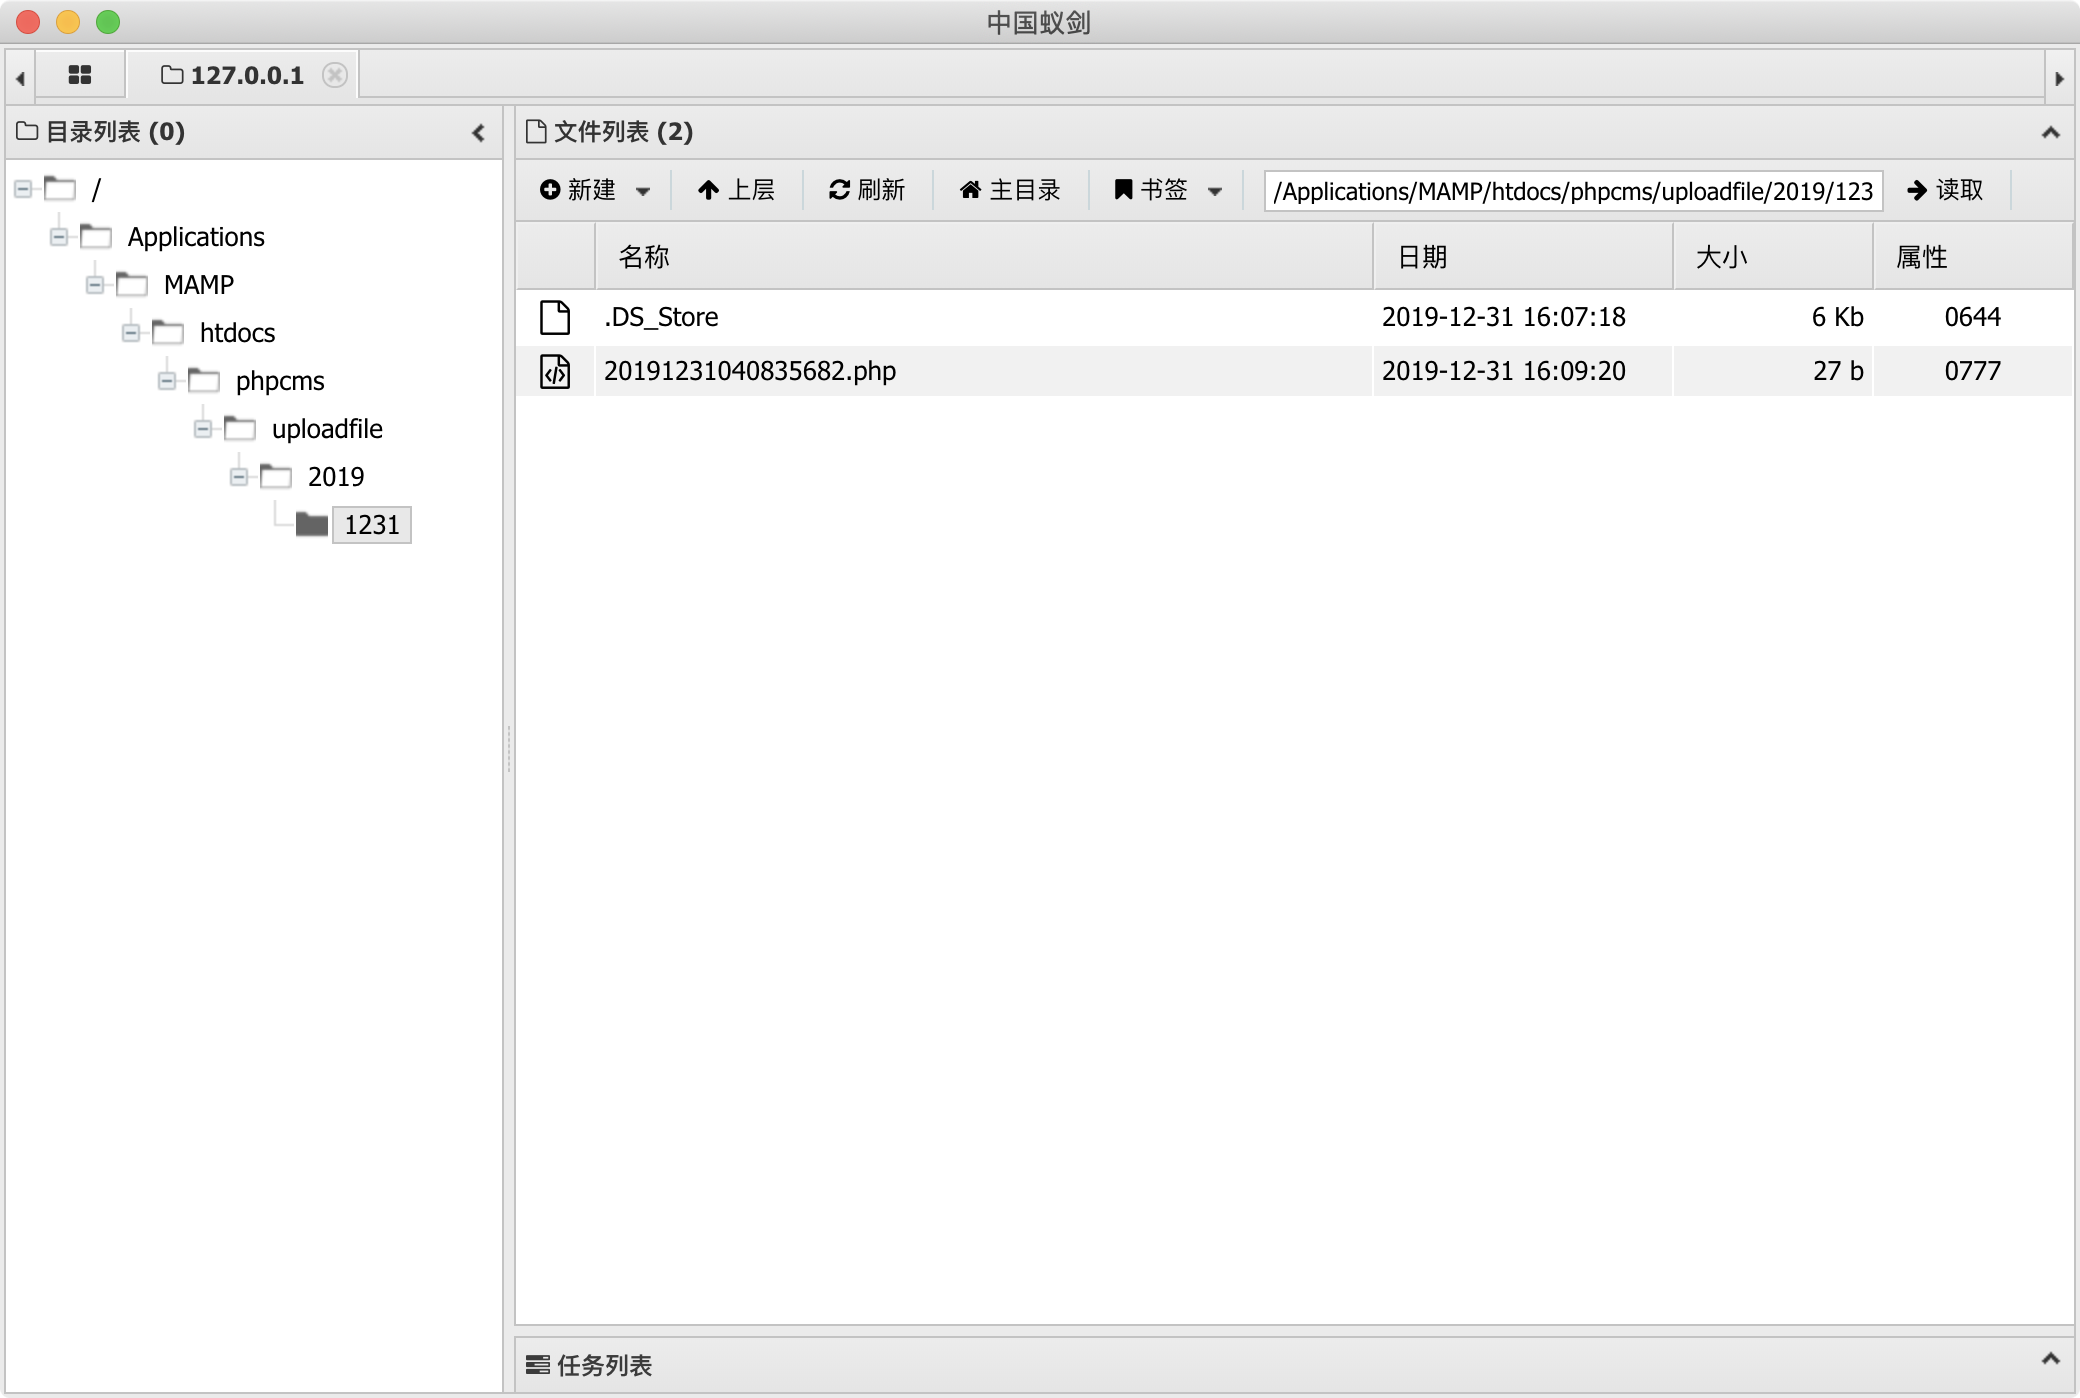 中国蚁剑
127.0.0.1
目录列表 (0)
/
Applications
MAMP
htdocs
phpcms
uploadfile
2019
1231
文件列表 (2)
新建 上层 刷新 主目录 书签 /Applications/MAMP/htdocs/phpcms/uploadfile/2019/123 读取
名称 日期 大小 属性
.DS_Store 2019-12-31 16:07:18 6 Kb 0644
20191231040835682.php 2019-12-31 16:09:20 27 b 0777
任务列表